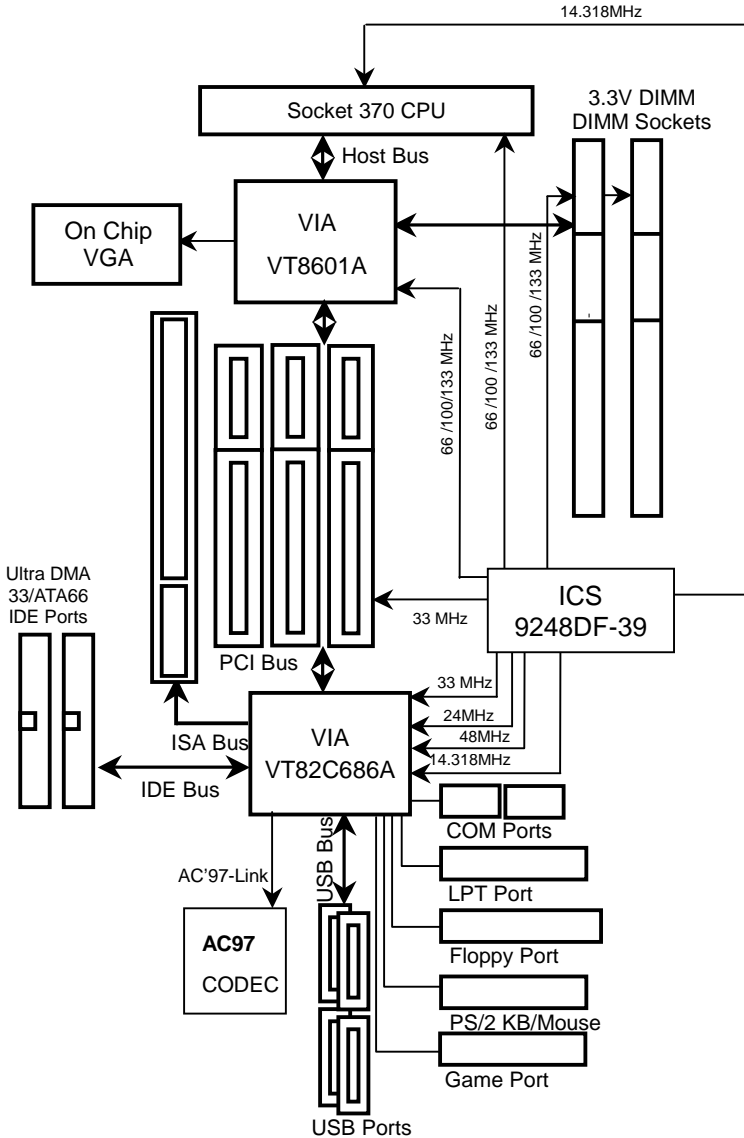 14.318MHz
Socket 370 CPU
3.3V DIMM
DIMM Sockets
Host Bus
On Chip
VGA
VIA
VT8601A
66 /100/133 MHz
66 /100 /133 MHz
66 /100 /133 MHz
Ultra DMA
33/ATA66
IDE Ports
ICS
9248DF-39
33 MHz
PCI Bus
33 MHz
24MHz
48MHz
14.318MHz
ISA Bus
VIA
VT82C686A
IDE Bus
USB Bus
COM Ports
AC'97-Link
LPT Port
AC97
CODEC
Floppy Port
PS/2 KB/Mouse
Game Port
USB Ports